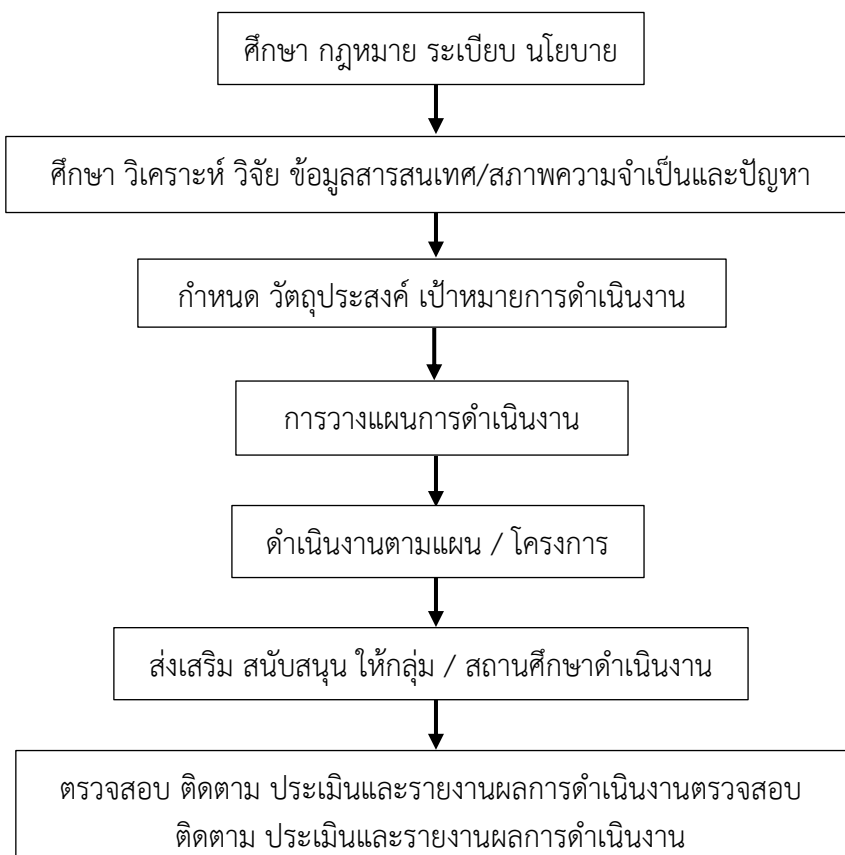 ศึกษา กฎหมาย ระเบียบ นโยบาย
ศึกษา วิเคราะห์ วิจัย ข้อมูลสารสนเทศ/สภาพความจำเป็นและปัญหา
กำหนด วัตถุประสงค์ เป้าหมายการดำเนินงาน
การวางแผนการดำเนินงาน
ดำเนินงานตามแผน / โครงการ
ส่งเสริม สนับสนุน ให้กลุ่ม / สถานศึกษาดำเนินงาน
ตรวจสอบ ติดตาม ประเมินและรายงานผลการดำเนินงานตรวจสอบ
ติดตาม ประเมินและรายงานผลการดำเนินงาน